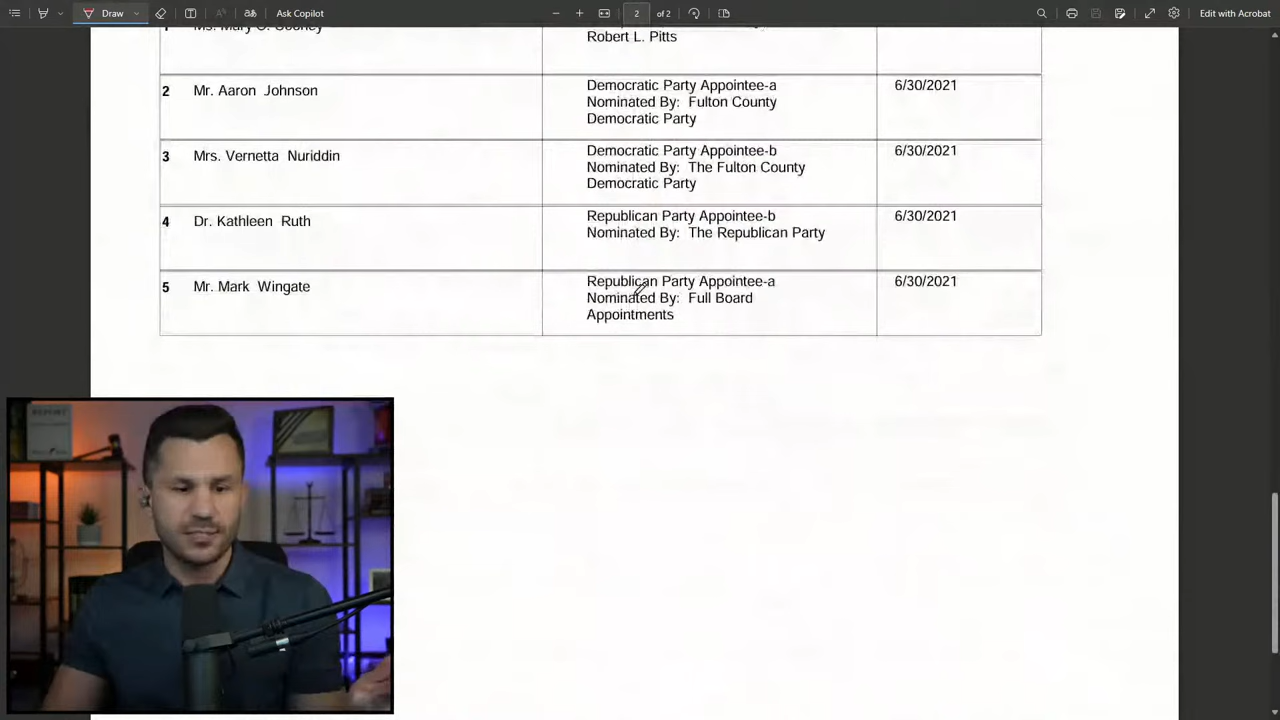 Draw
Ask Copilot
2 of 2
Edit with Acrobat
Robert L. Pitts
2 Mr. Aaron Johnson
Democratic Party Appointee-a
Nominated By: Fulton County
Democratic Party
6/30/2021
3 Mrs. Vernetta Nuriddin
Democratic Party Appointee-b
Nominated By: The Fulton County
Democratic Party
6/30/2021
4 Dr. Kathleen Ruth
Republican Party Appointee-b
Nominated By: The Republican Party
6/30/2021
5 Mr. Mark Wingate
Republican Party Appointee-a
Nominated By: Full Board
Appointments
6/30/2021
REPORT